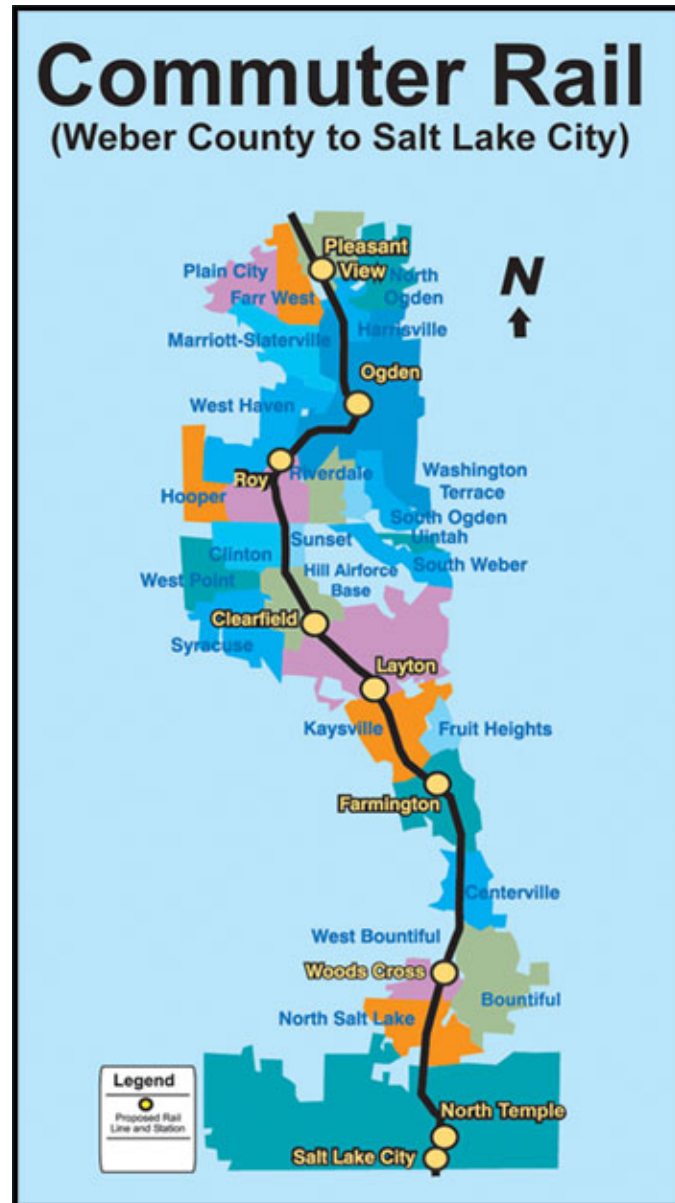 Commuter Rail
(Weber County to Salt Lake City)
N
Pleasant
View
Plain City
North
Ogden
Farr West
Harrisville
Marriott-Slaterville
Ogden
West Haven
Riverdale
Roy
Washington
Terrace
Hooper
South Ogden
Sunset
Uintah
Clinton
South Weber
Hill Airforce
Base
West Point
Clearfield
Syracuse
Layton
Kaysville
Fruit Heights
Farmington
Centerville
West Bountiful
Woods Cross
Bountiful
North Salt Lake
Legend
Proposed Rail
Line and Station
North Temple
Salt Lake City